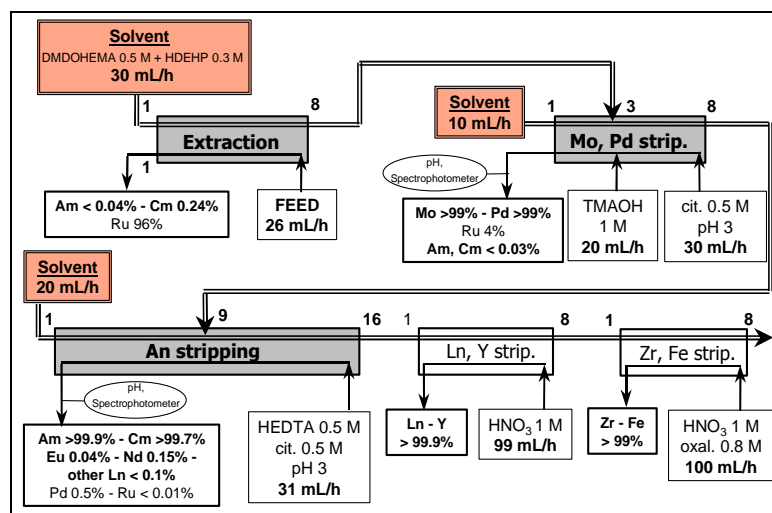 Solvent
DMDOHEMA 0.5 M + HDEHP 0.3 M
30 mL/h
1
8
Extraction
1
Am < 0.04% - Cm 0.24%
Ru 96%
FEED
26 mL/h
Solvent
10 mL/h
1
3
8
Mo, Pd strip.
pH,
Spectrophotometer
Mo >99% - Pd >99%
Ru 4%
Am, Cm < 0.03%
TMAOH
1 M
20 mL/h
cit. 0.5 M
pH 3
30 mL/h
Solvent
20 mL/h
1
9
16
An stripping
pH,
Spectrophotometer
Am >99.9% - Cm >99.7%
Eu 0.04% - Nd 0.15% -
other Ln < 0.1%
Pd 0.5% - Ru < 0.01%
HEDTA 0.5 M
cit. 0.5 M
pH 3
31 mL/h
1
8
Ln, Y strip.
Ln - Y
> 99.9%
HNO₃ 1 M
99 mL/h
1
8
Zr, Fe strip.
Zr - Fe
> 99%
HNO₃ 1 M
oxal. 0.8 M
100 mL/h